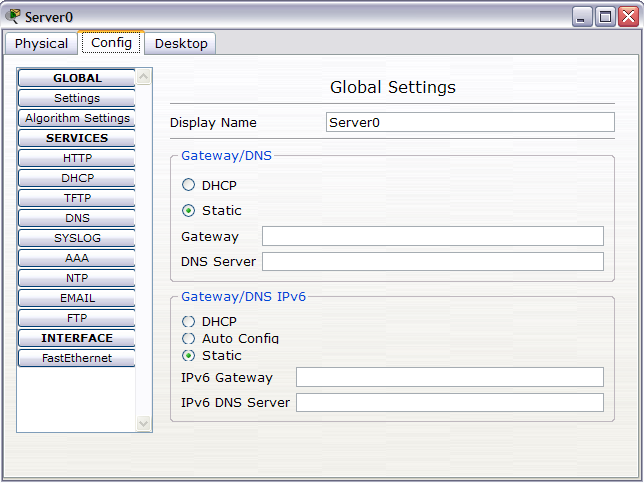 Server0
Physical Config Desktop
GLOBAL
Settings
Algorithm Settings
SERVICES
HTTP
DHCP
TFTP
DNS
SYSLOG
AAA
NTP
EMAIL
FTP
INTERFACE
FastEthernet
Global Settings
Display Name Server0
Gateway/DNS
DHCP
Static
Gateway
DNS Server
Gateway/DNS IPv6
DHCP
Auto Config
Static
IPv6 Gateway
IPv6 DNS Server